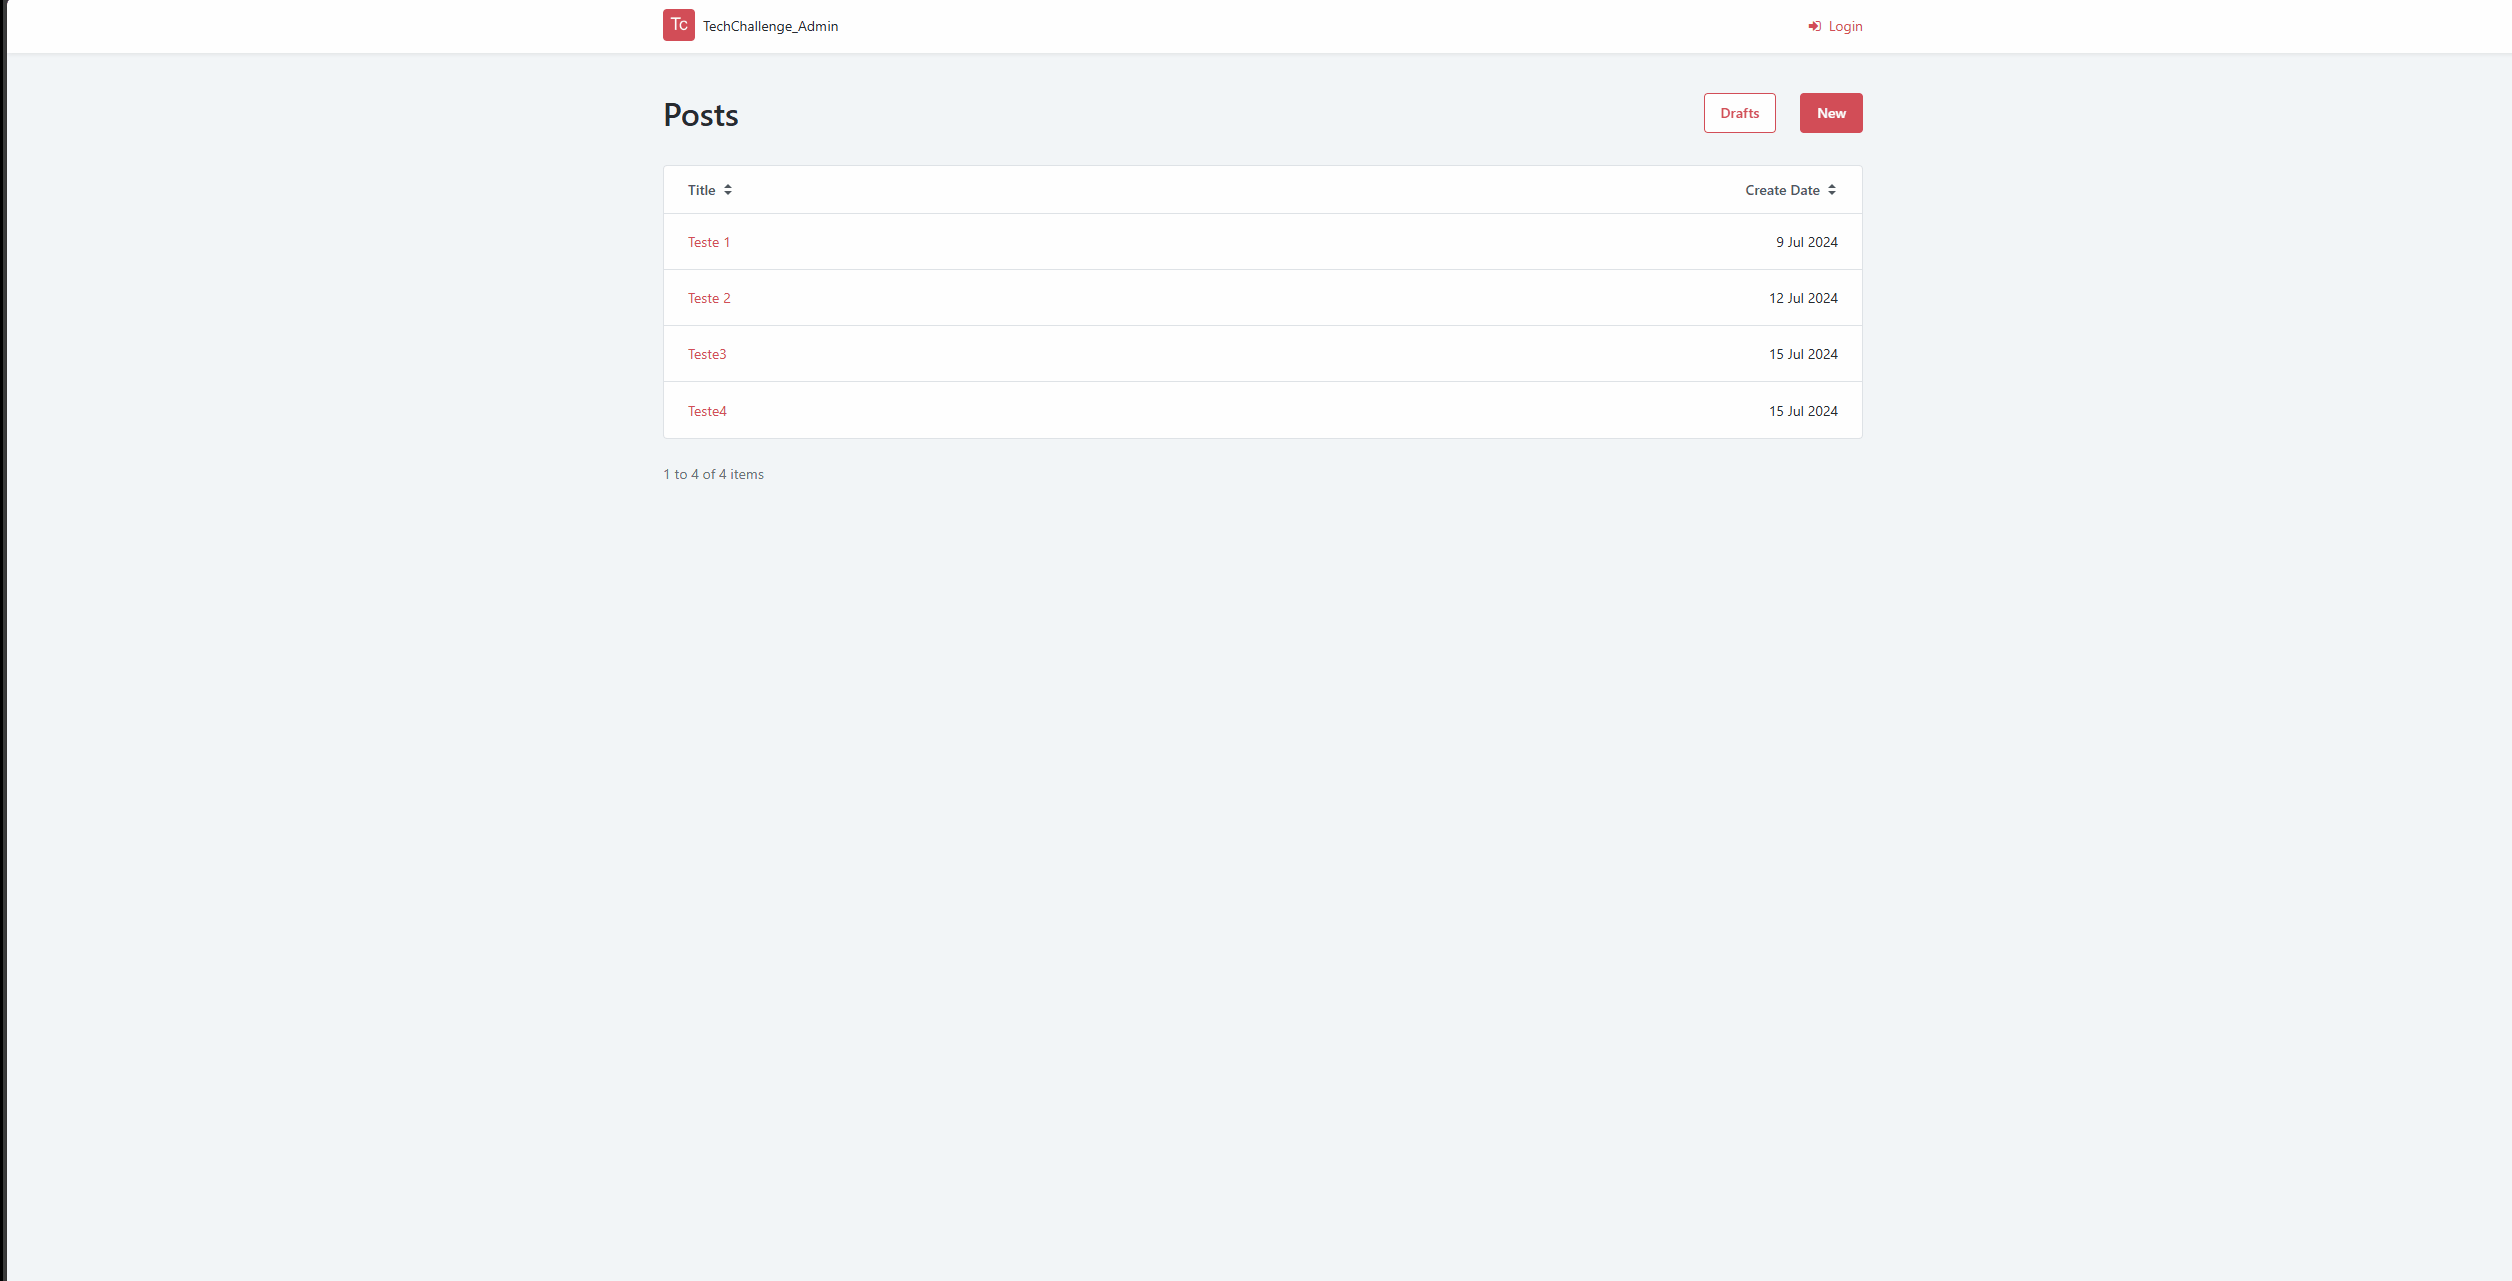 Tc TechChallenge_Admin Login
Posts Drafts New
Title Create Date
Teste 1 9 Jul 2024
Teste 2 12 Jul 2024
Teste3 15 Jul 2024
Teste4 15 Jul 2024
1 to 4 of 4 items